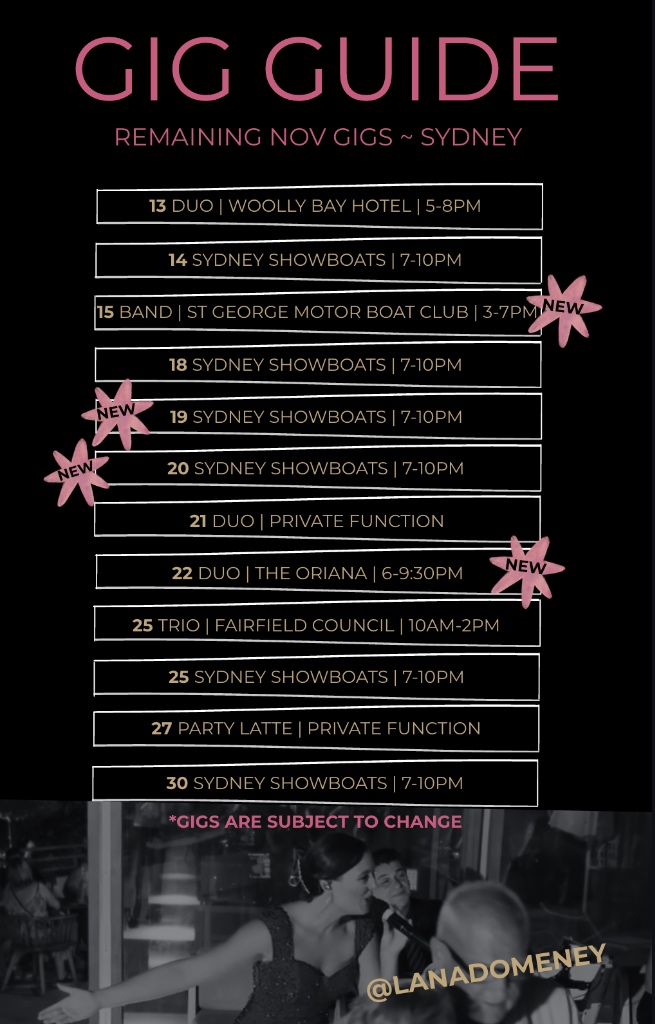 GIG GUIDE
REMAINING NOV GIGS ~ SYDNEY
13 DUO | WOOLLY BAY HOTEL | 5-8PM
14 SYDNEY SHOWBOATS | 7-10PM
15 BAND | ST GEORGE MOTOR BOAT CLUB | 3-7PM
NEW
18 SYDNEY SHOWBOATS | 7-10PM
NEW
19 SYDNEY SHOWBOATS | 7-10PM
NEW
20 SYDNEY SHOWBOATS | 7-10PM
21 DUO | PRIVATE FUNCTION
22 DUO | THE ORIANA | 6-9:30PM
NEW
25 TRIO | FAIRFIELD COUNCIL | 10AM-2PM
25 SYDNEY SHOWBOATS | 7-10PM
27 PARTY LATTE | PRIVATE FUNCTION
30 SYDNEY SHOWBOATS | 7-10PM
*GIGS ARE SUBJECT TO CHANGE
@LANADOMENEY